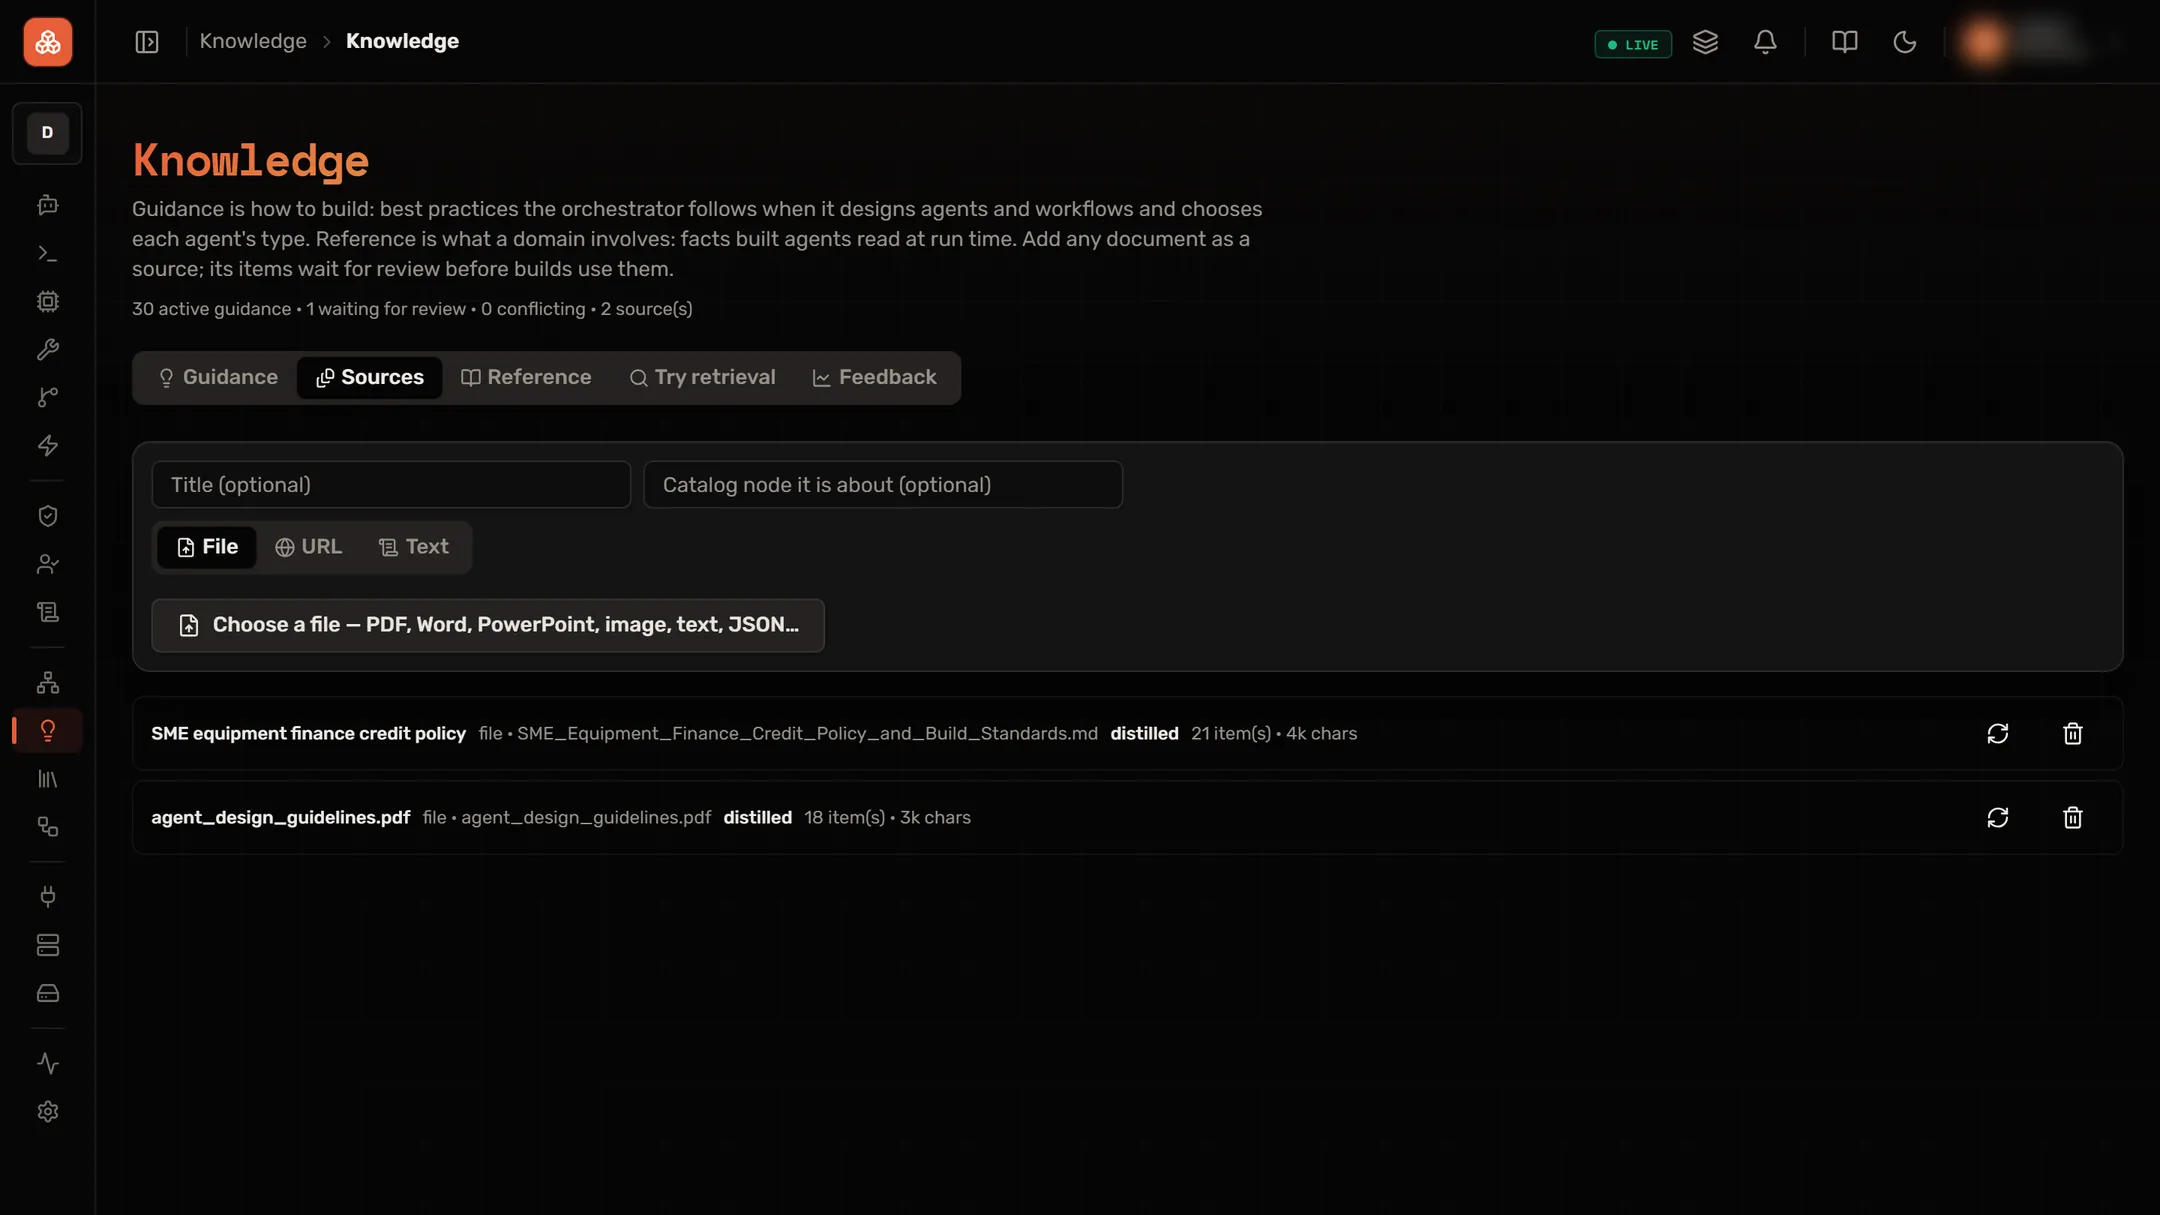 Knowledge > Knowledge
LIVE
D
Knowledge
Guidance is how to build: best practices the orchestrator follows when it designs agents and workflows and chooses
each agent's type. Reference is what a domain involves: facts built agents read at run time. Add any document as a
source; its items wait for review before builds use them.
30 active guidance • 1 waiting for review • 0 conflicting • 2 source(s)
Guidance Sources Reference Try retrieval Feedback
Title (optional) Catalog node it is about (optional)
File URL Text
Choose a file — PDF, Word, PowerPoint, image, text, JSON…
SME equipment finance credit policy file • SME_Equipment_Finance_Credit_Policy_and_Build_Standards.md distilled 21 item(s) • 4k chars
agent_design_guidelines.pdf file • agent_design_guidelines.pdf distilled 18 item(s) • 3k chars